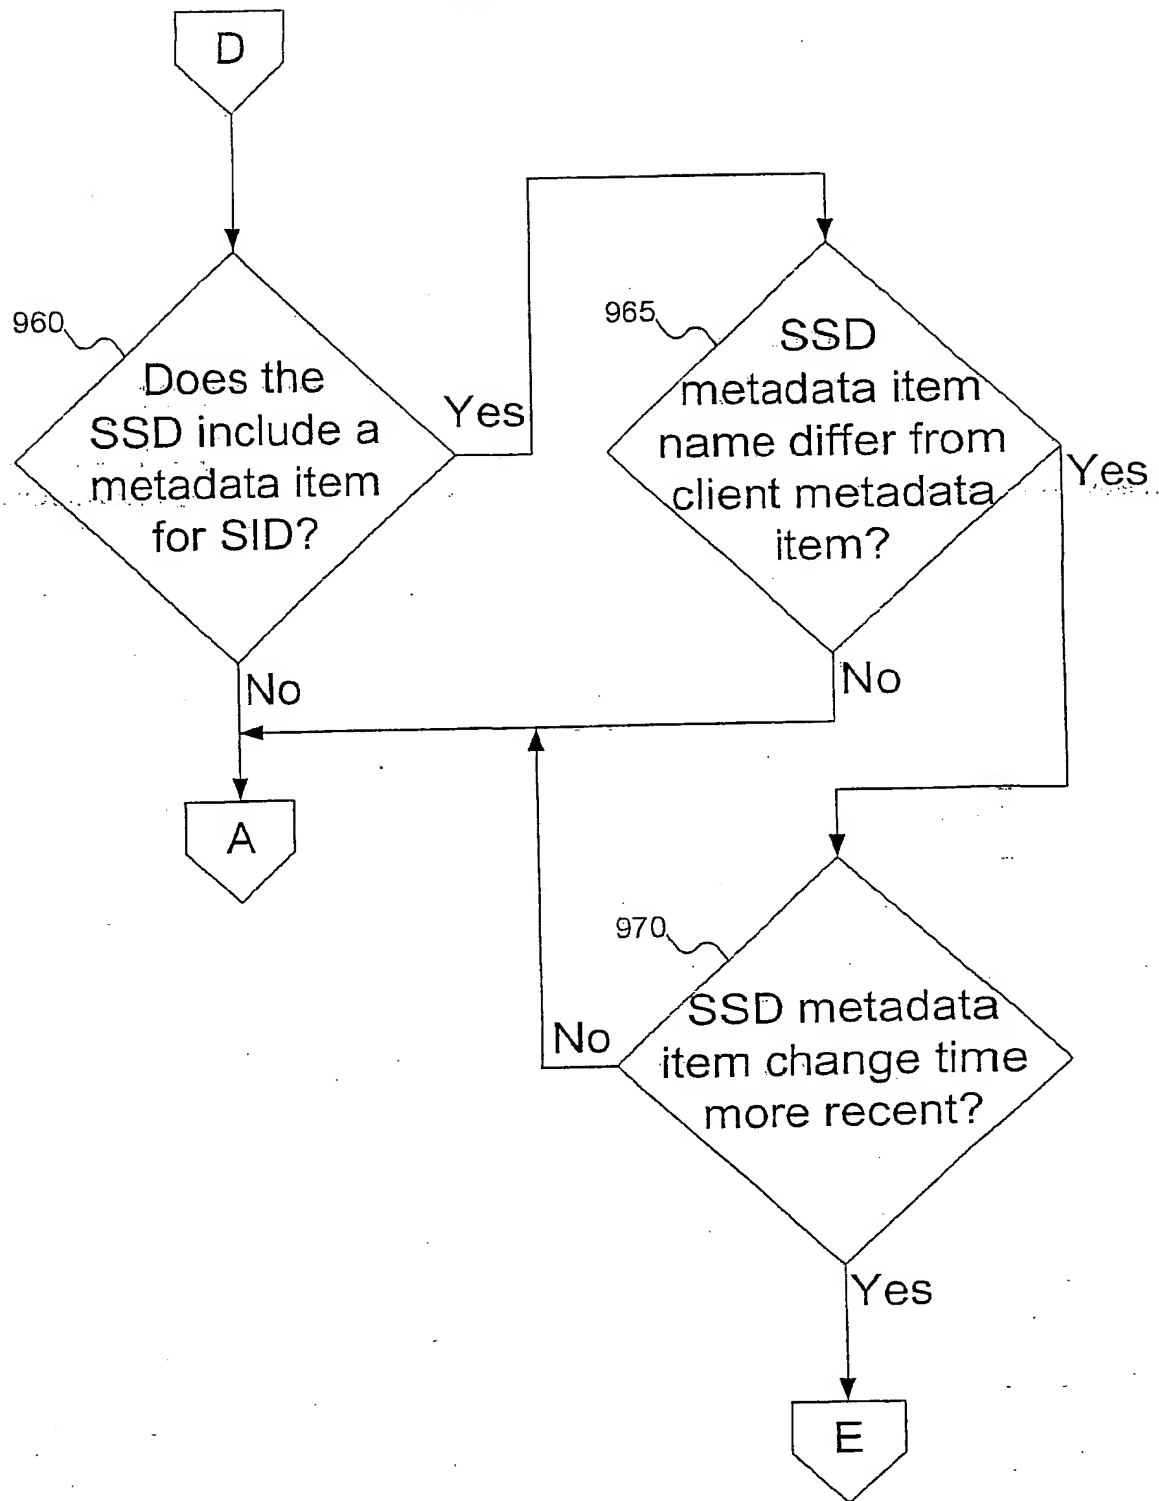 D
960
Does the
SSD include a
metadata item
for SID?
Yes
No
965
SSD
metadata item
name differ from
client metadata
item?
Yes
No
A
970
SSD metadata
item change time
more recent?
No
Yes
E